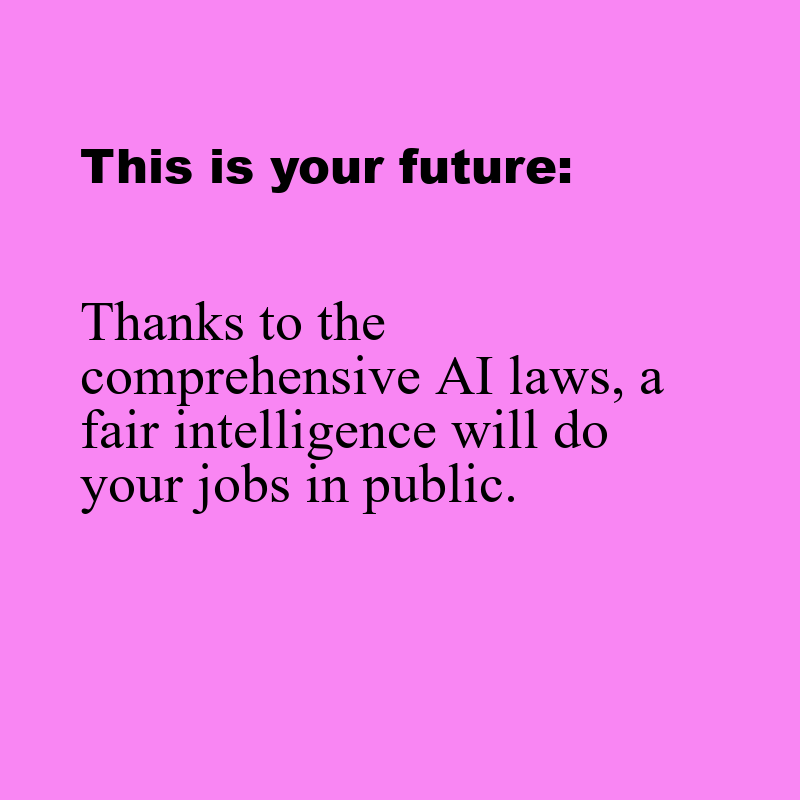 This is your future:
Thanks to the
comprehensive AI laws, a
fair intelligence will do
your jobs in public.